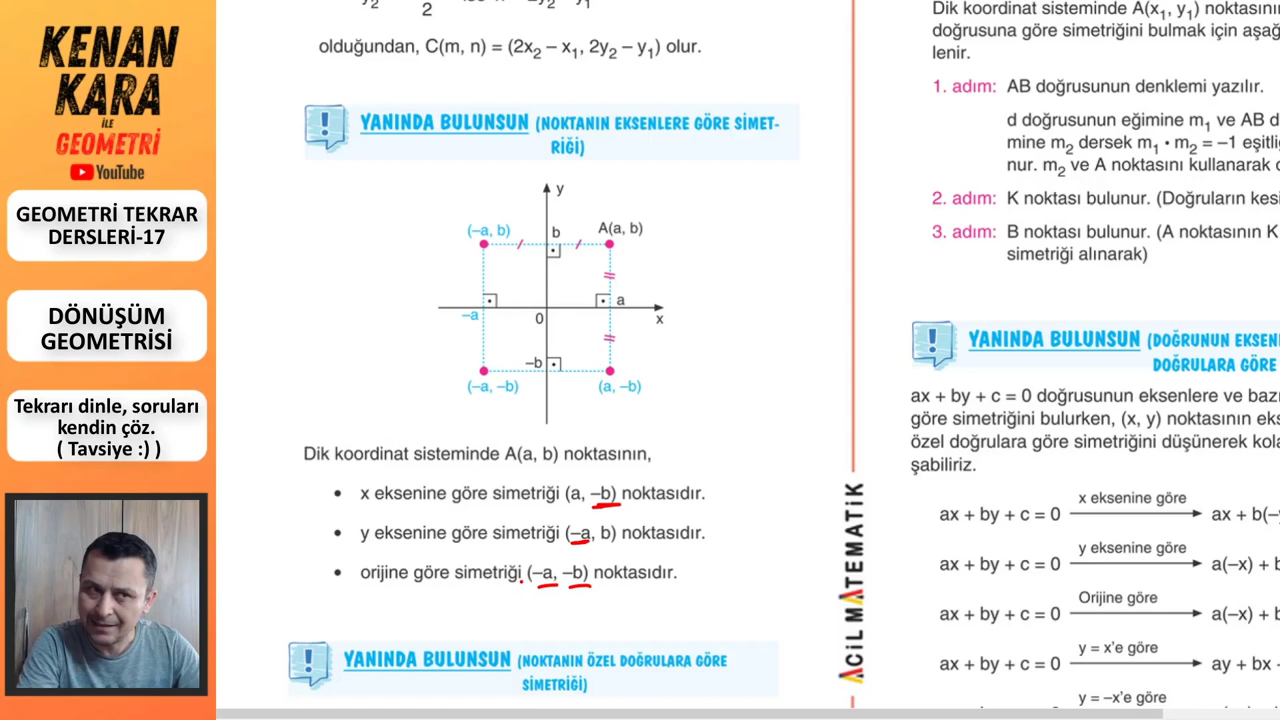 KENAN
KARA
İLE
GEOMETRİ
YouTube
GEOMETRİ TEKRAR
DERSLERİ-17
DÖNÜŞÜM
GEOMETRİSİ
Tekrarı dinle, soruları
kendin çöz.
( Tavsiye :) )
olduğundan, C(m, n) = (2x₂ – x₁, 2y₂ – y₁) olur.
YANINDA BULUNSUN (NOKTANIN EKSENLERE GÖRE SİMET-
RİĞİ)
y
(–a, b)
b
A(a, b)
–a
0
a
x
–b
(–a, –b)
(a, –b)
Dik koordinat sisteminde A(a, b) noktasının,
• x eksenine göre simetriği (a, –b) noktasıdır.
• y eksenine göre simetriği (–a, b) noktasıdır.
• orijine göre simetriği (–a, –b) noktasıdır.
YANINDA BULUNSUN (NOKTANIN ÖZEL DOĞRULARA GÖRE
SİMETRİĞİ)
ACİL MATEMATİK
Dik koordinat sisteminde A(x₁, y₁) noktasını
doğrusuna göre simetriğini bulmak için aşağ
lenir.
1. adım: AB doğrusunun denklemi yazılır.
d doğrusunun eğimine m₁ ve AB d
mine m₂ dersek m₁ • m₂ = –1 eşitliğ
nur. m₂ ve A noktasını kullanarak
2. adım: K noktası bulunur. (Doğruların kesi
3. adım: B noktası bulunur. (A noktasının K
simetriği alınarak)
YANINDA BULUNSUN (DOĞRUNUN EKSEN
DOĞRULARA GÖRE
ax + by + c = 0 doğrusunun eksenlere ve baz
göre simetriğini bulurken, (x, y) noktasının eks
özel doğrulara göre simetriğini düşünerek kola
şabiliriz.
x eksenine göre
ax + by + c = 0 ax + b(–
y eksenine göre
ax + by + c = 0 a(–x) + b
Orijine göre
ax + by + c = 0 a(–x) + b
y = x'e göre
ax + by + c = 0 ay + bx
y = –x'e göre